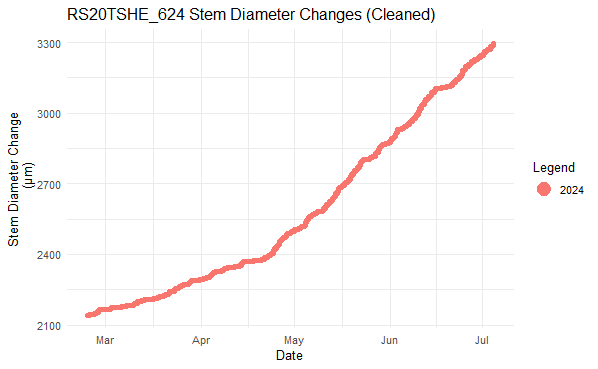 RS20TSHE_624 Stem Diameter Changes (Cleaned)
3300
3000
2700
2400
2100
Stem Diameter Change
(µm)
Mar Apr May Jun Jul
Date
Legend
2024